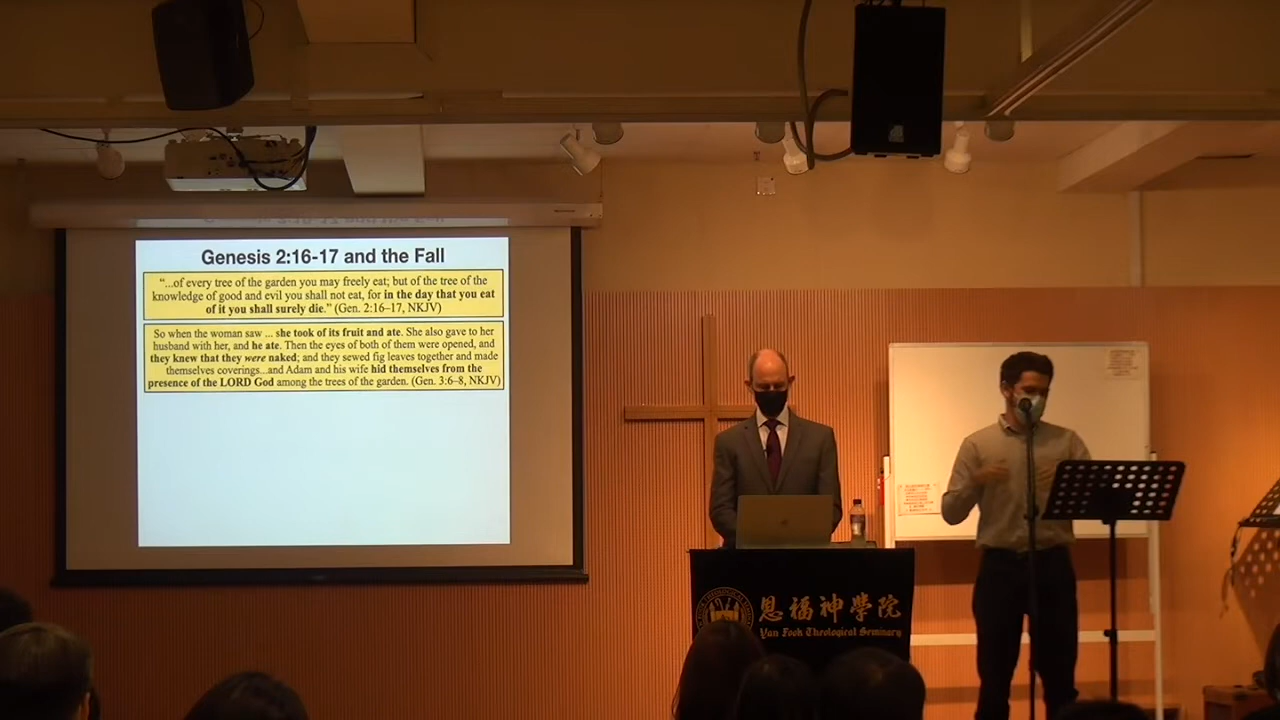 Genesis 2:16-17 and the Fall
“...of every tree of the garden you may freely eat; but of the tree of the
knowledge of good and evil you shall not eat, for in the day that you eat
of it you shall surely die.” (Gen. 2:16–17, NKJV)
So when the woman saw ... she took of its fruit and ate. She also gave to her
husband with her, and he ate. Then the eyes of both of them were opened, and
they knew that they were naked; and they sewed fig leaves together and made
themselves coverings...and Adam and his wife hid themselves from the
presence of the LORD God among the trees of the garden. (Gen. 3:6–8, NKJV)
恩福神學院
Yan Fook Theological Seminary